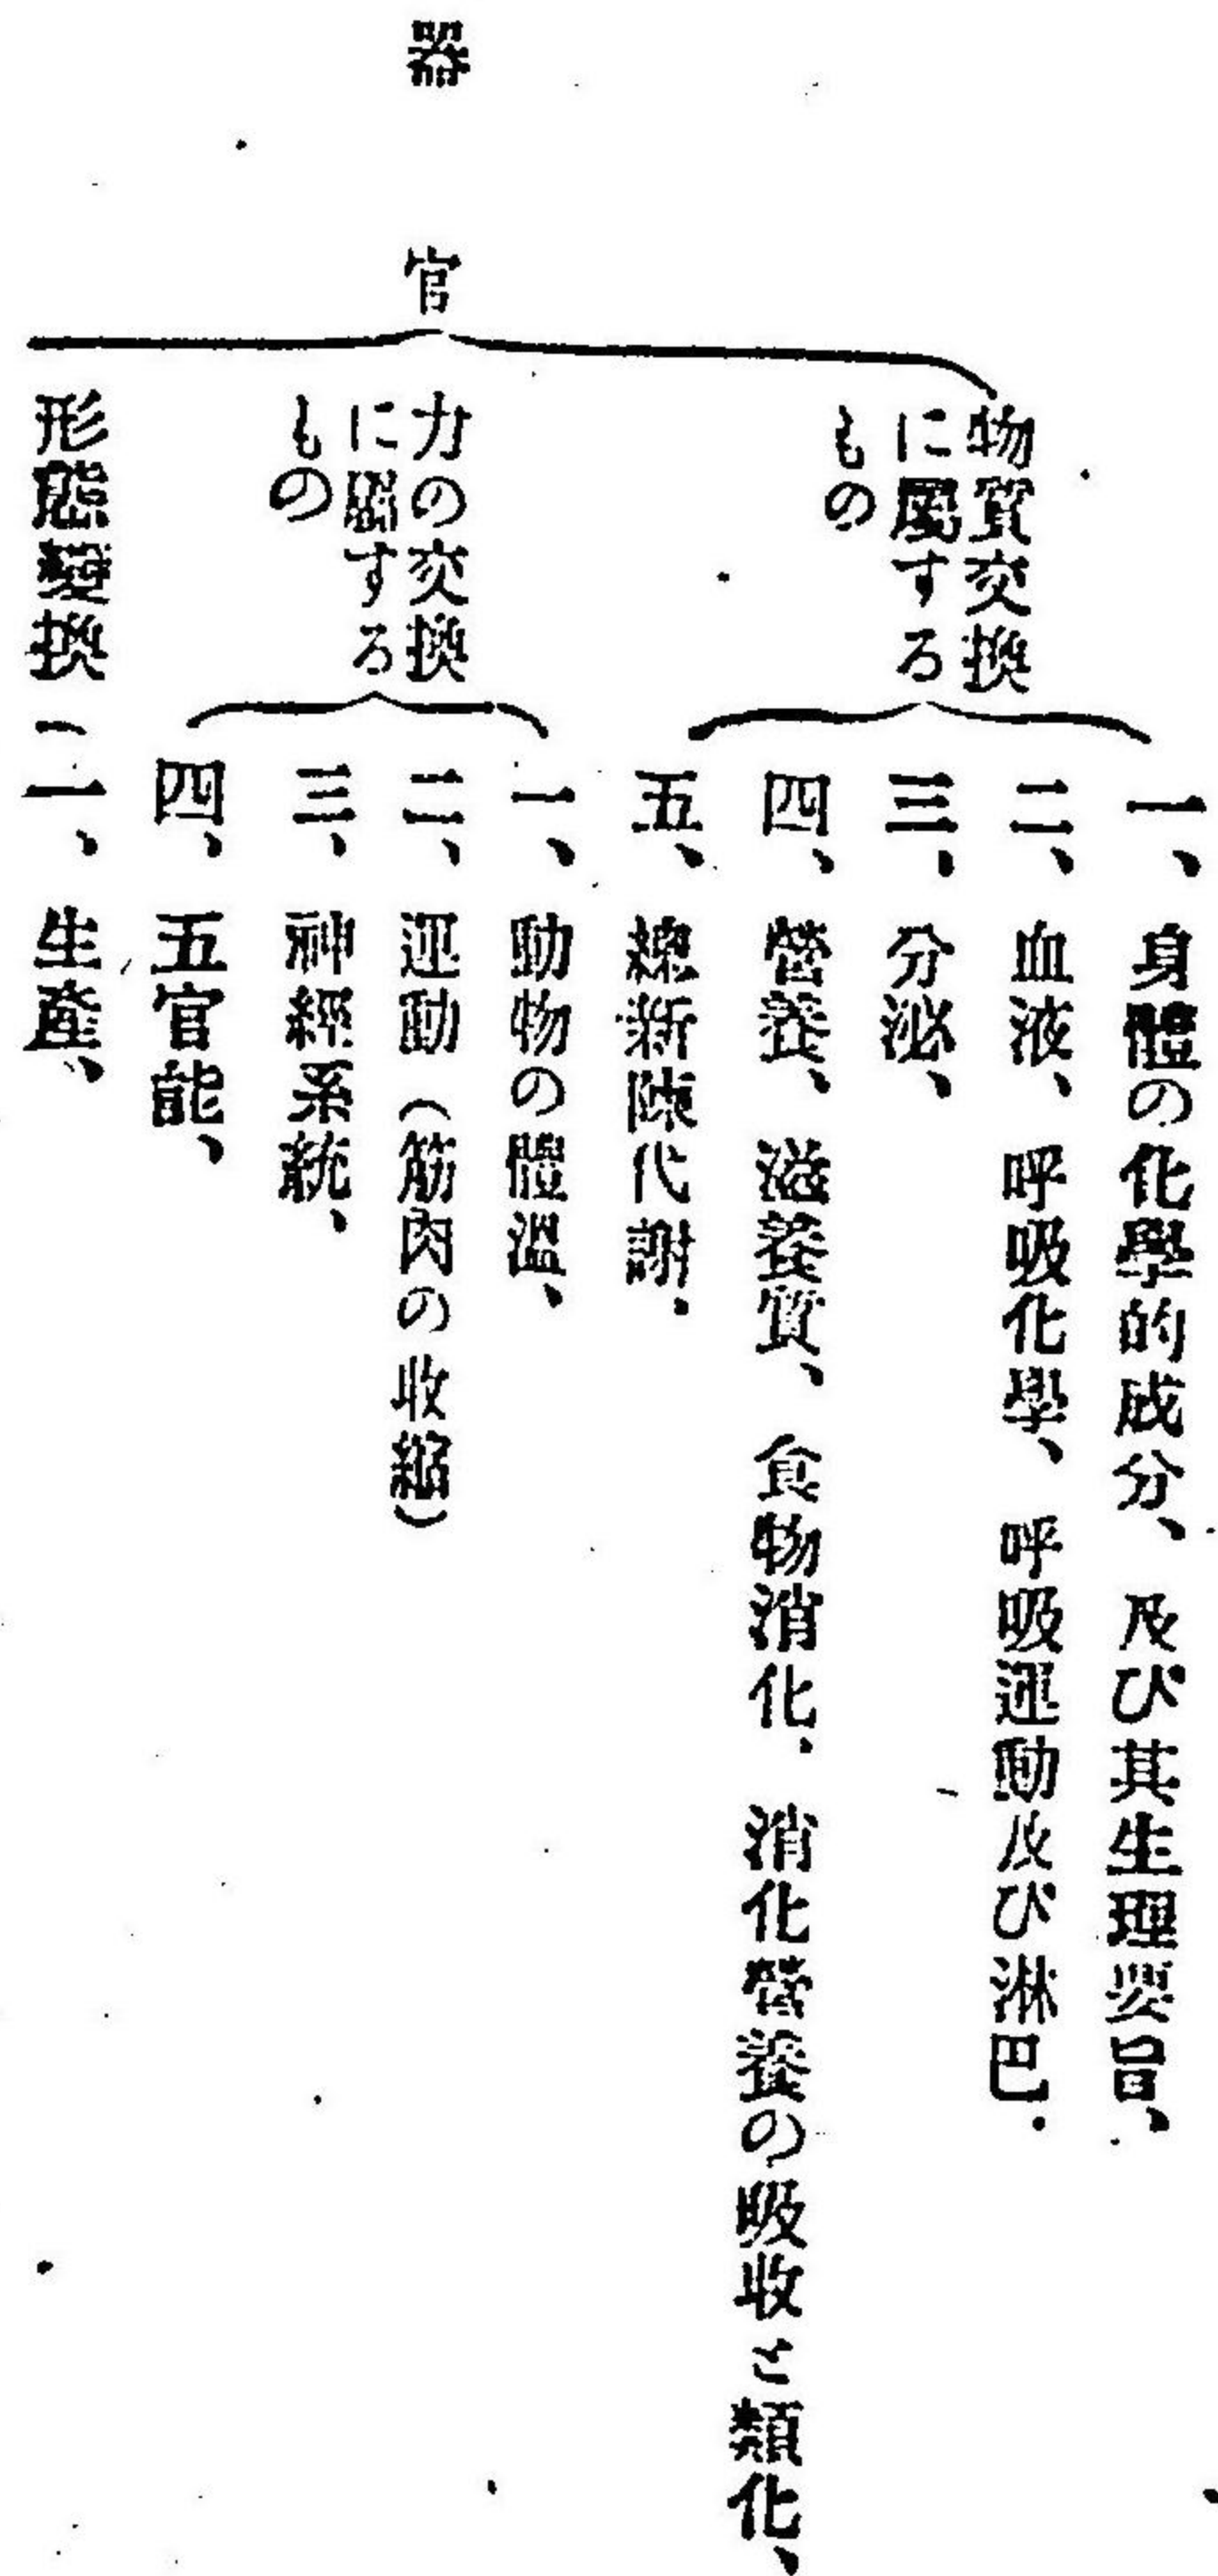 器官
物質交換
に屬する
もの
一、身體の化學的成分、及び其生理要旨、
二、血液、呼吸化學、呼吸運動及び淋巴、
三、分泌、
四、營養、滋養質、食物消化、消化營養の吸收と類化、
五、總新陳代謝、
力の交換
に屬する
もの
一、動物の體溫、
二、運動(筋肉の收縮)
三、神經系統、
四、五官能、
形態變換(一、生產、